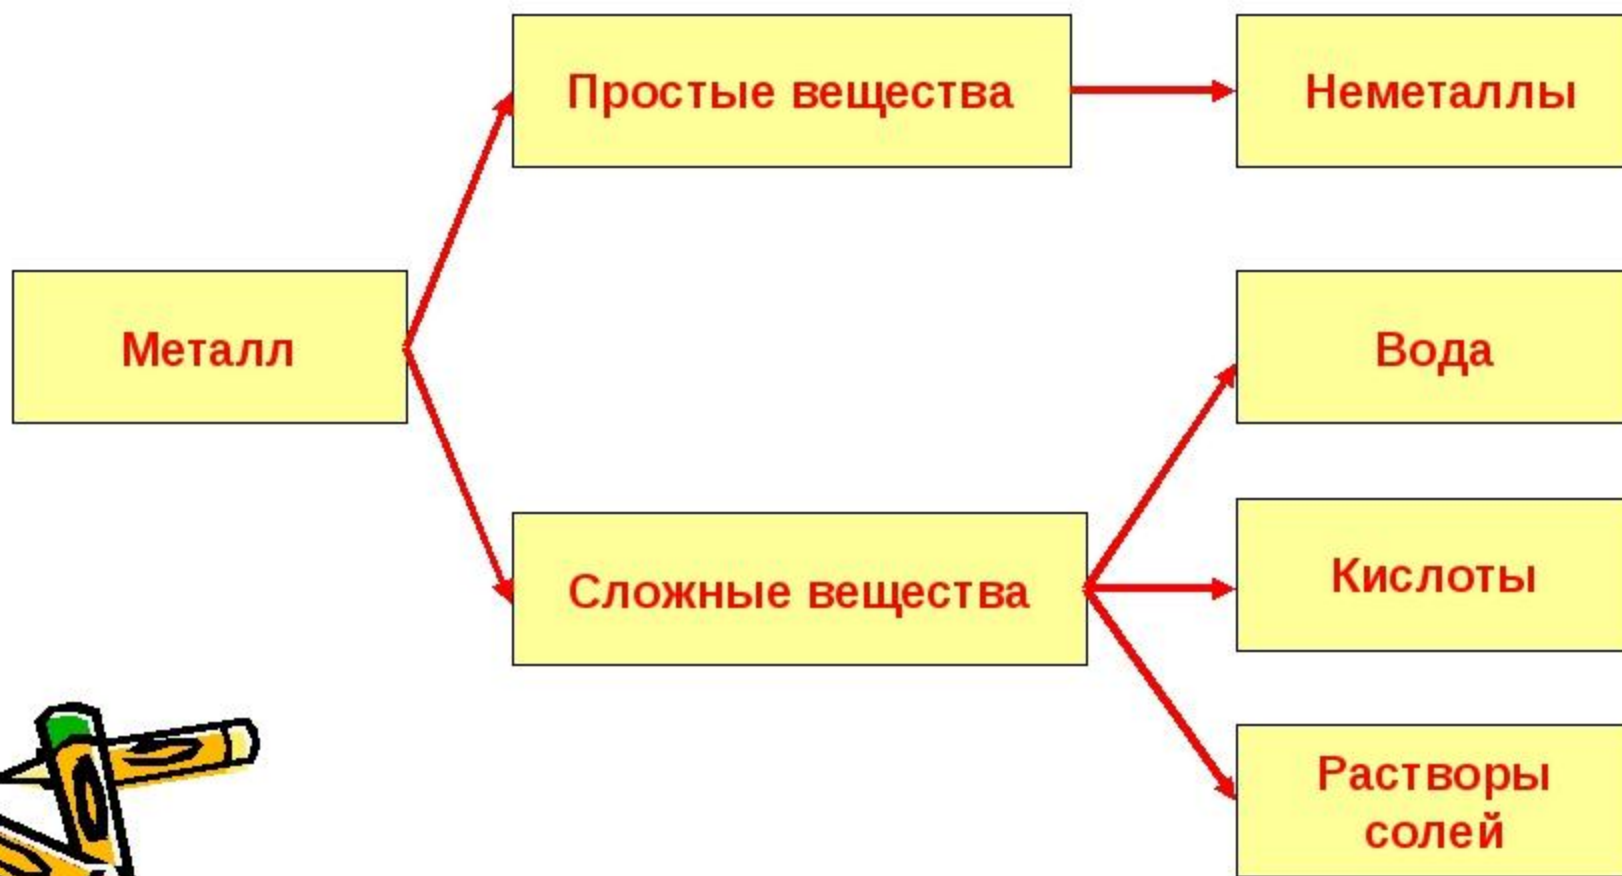 Простые вещества
Неметаллы
Металл
Вода
Сложные вещества
Кислоты
Растворы
солей